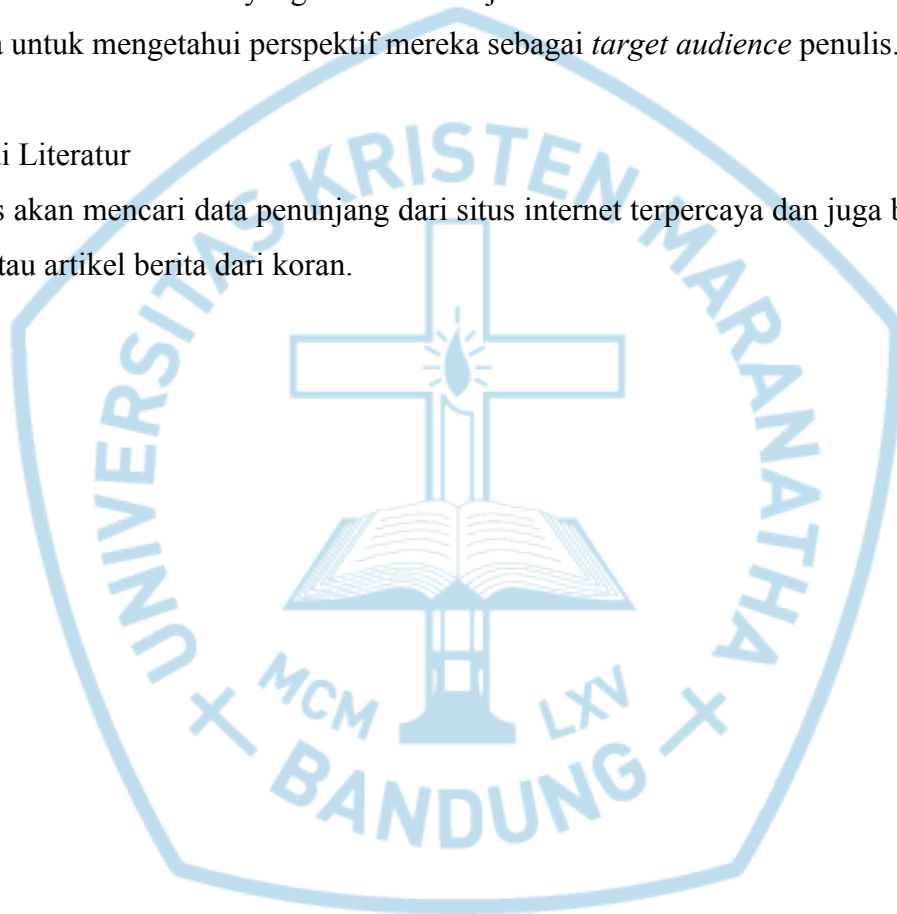 untuk mengetahui perspektif mereka sebagai target audience penulis.
Literatur
akan mencari data penunjang dari situs internet terpercaya dan juga
artikel berita dari koran.
UNIVERSITAS KRISTEN MARANATHA
MCM LXV
BANDUNG